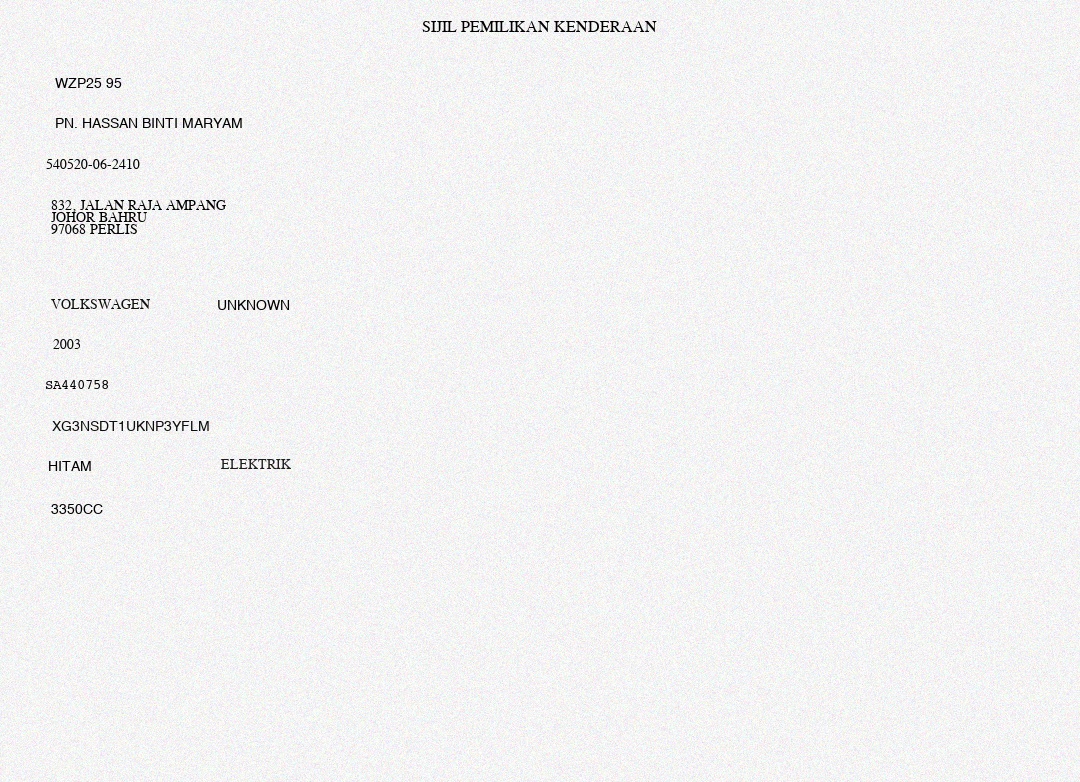 SIJIL PEMILIKAN KENDERAAN
WZP25 95
PN. HASSAN BINTI MARYAM
540520-06-2410
832, JALAN RAJA AMPANG
JOHOR BAHRU
97068 PERLIS
VOLKSWAGEN UNKNOWN
2003
SA440758
XG3NSDT1UKNP3YFLM
HITAM ELEKTRIK
3350CC